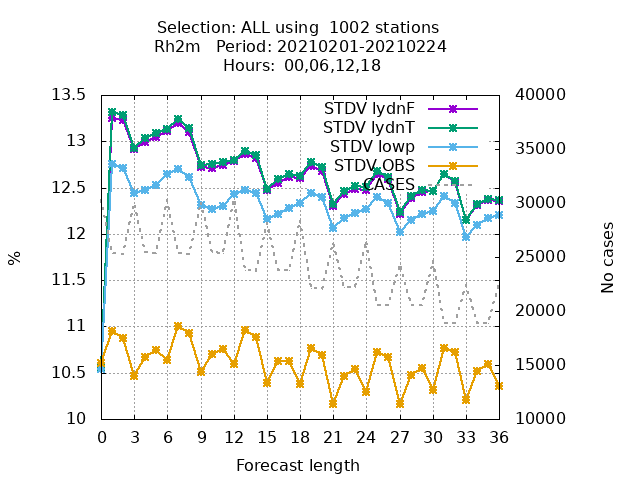 Selection: ALL using  1002 stations
Rh2m   Period: 20210201-20210224
Hours:  00,06,12,18
STDV lydnF
STDV lydnT
STDV lowp
STDV OBS
CASES
13.5
13
12.5
12
11.5
11
10.5
10
%
40000
35000
30000
25000
20000
15000
10000
No cases
0 3 6 9 12 15 18 21 24 27 30 33 36
Forecast length